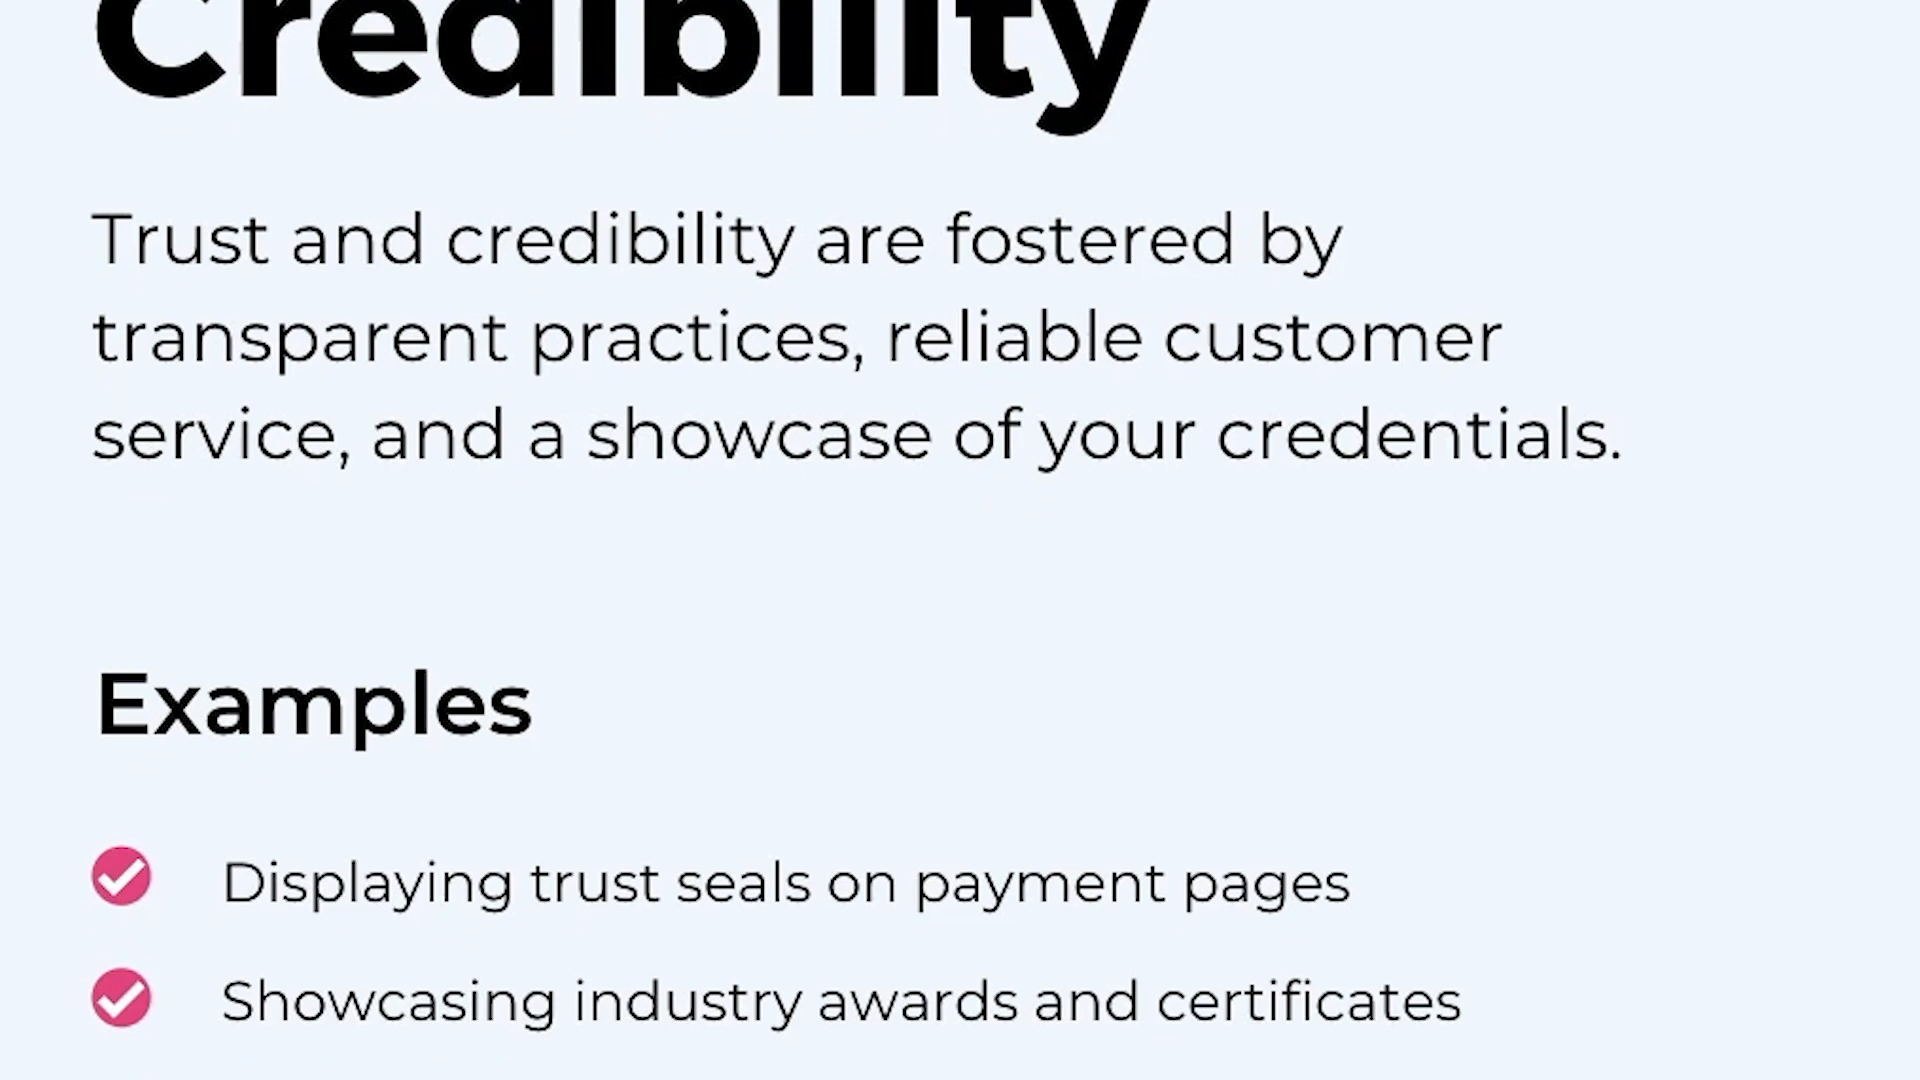 Credibility
Trust and credibility are fostered by
transparent practices, reliable customer
service, and a showcase of your credentials.
Examples
Displaying trust seals on payment pages
Showcasing industry awards and certificates